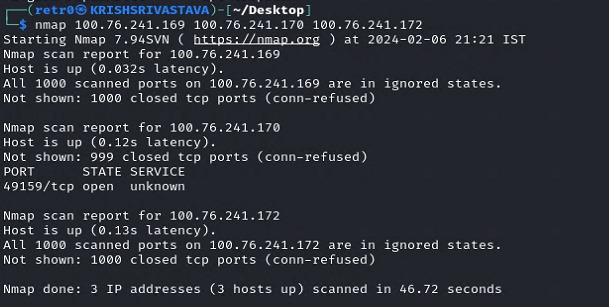 (retr0㉿KRISHSRIVASTAVA)-[~/Desktop]
$ nmap 100.76.241.169 100.76.241.170 100.76.241.172
Starting Nmap 7.94SVN ( https://nmap.org ) at 2024-02-06 21:21 IST
Nmap scan report for 100.76.241.169
Host is up (0.032s latency).
All 1000 scanned ports on 100.76.241.169 are in ignored states.
Not shown: 1000 closed tcp ports (conn-refused)
Nmap scan report for 100.76.241.170
Host is up (0.12s latency).
Not shown: 999 closed tcp ports (conn-refused)
PORT      STATE SERVICE
49159/tcp open  unknown
Nmap scan report for 100.76.241.172
Host is up (0.13s latency).
All 1000 scanned ports on 100.76.241.172 are in ignored states.
Not shown: 1000 closed tcp ports (conn-refused)
Nmap done: 3 IP addresses (3 hosts up) scanned in 46.72 seconds